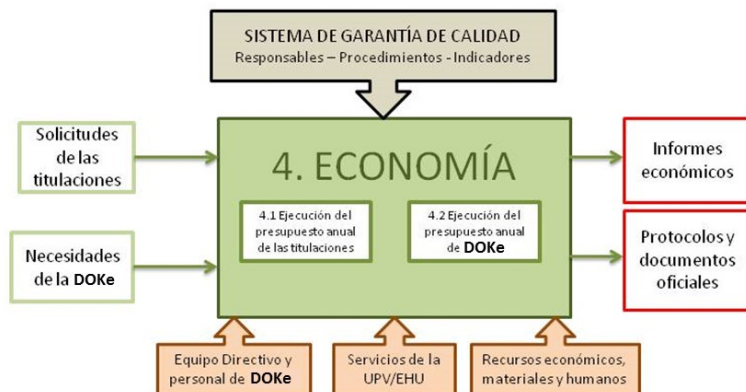 SISTEMA DE GARANTÍA DE CALIDAD
Responsables – Procedimientos - Indicadores
Solicitudes
de las
titulaciones
Necesidades
de la DOKe
4. ECONOMÍA
4.1 Ejecución del
presupuesto anual
de las titulaciones
4.2 Ejecución del
presupuesto anual
de DOKe
Informes
económicos
Protocolos y
documentos
oficiales
Equipo Directivo y
personal de DOKe
Servicios de la
UPV/EHU
Recursos económicos,
materiales y humanos